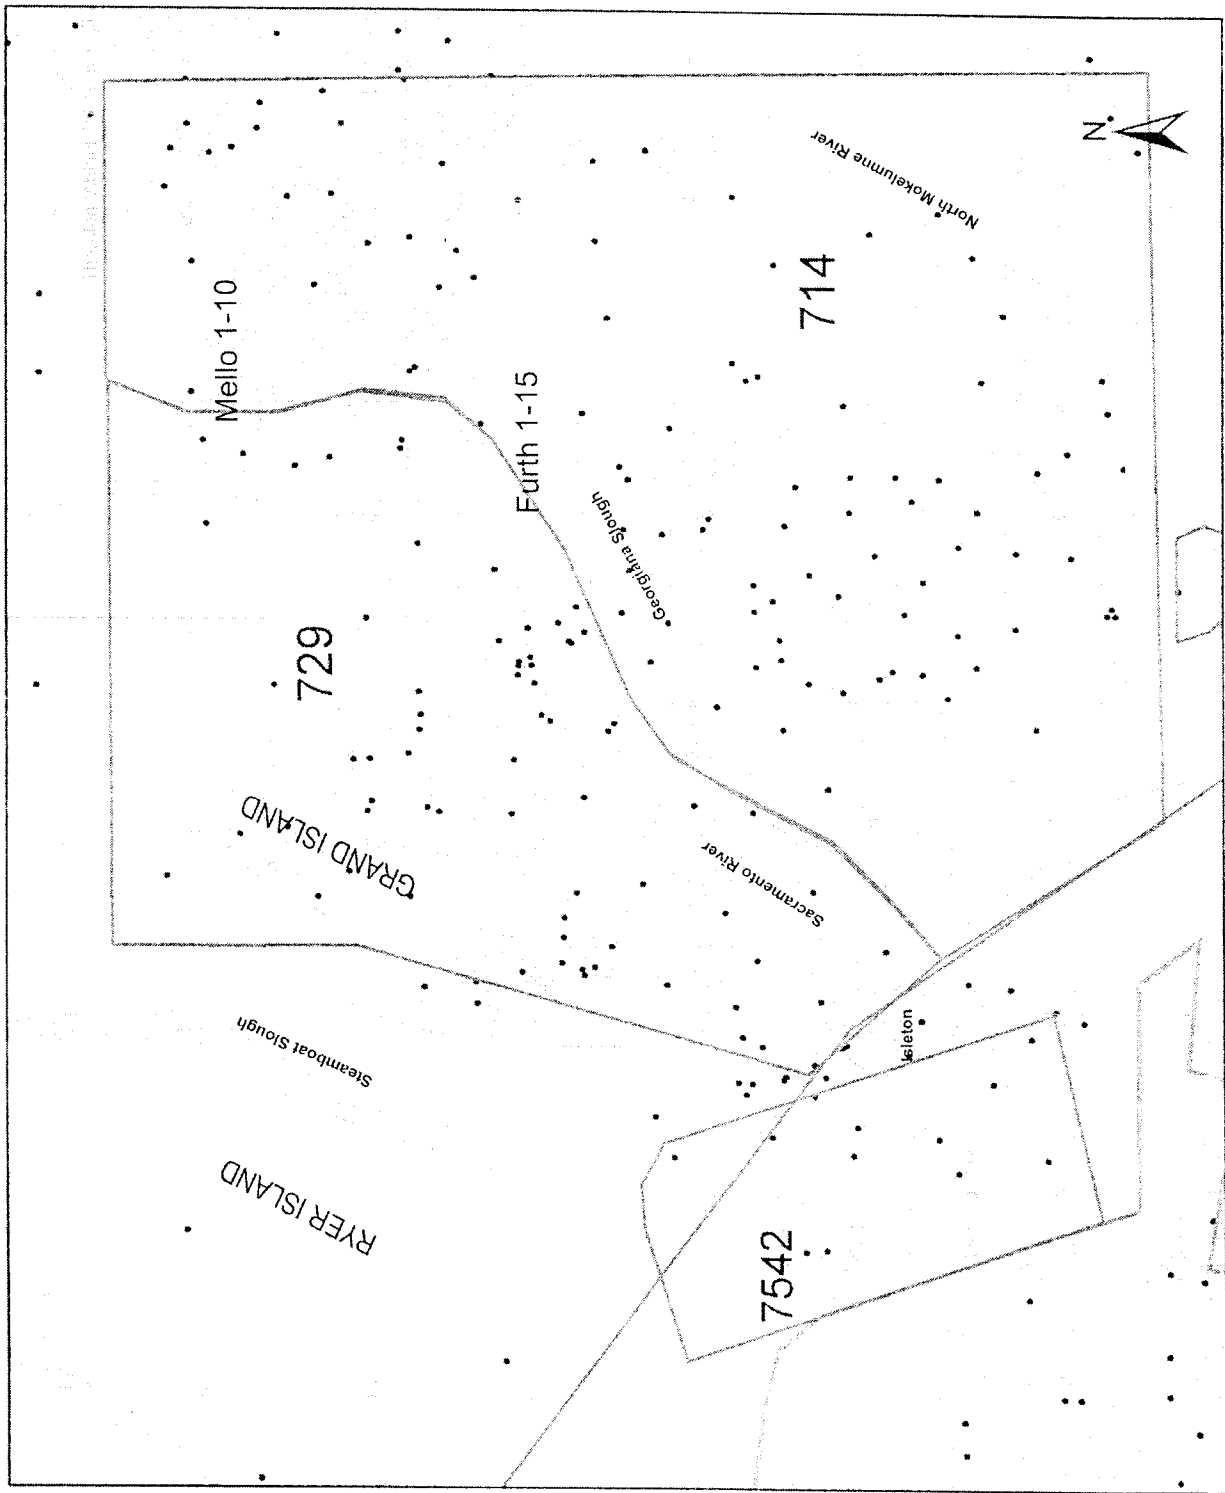 Mello 1-10
Furth 1-15
729
714
7542
GRAND ISLAND
RYER ISLAND
Steamboat Slough
Sacramento River
Georgiana Slough
North Mokelumne River
Isleton
N